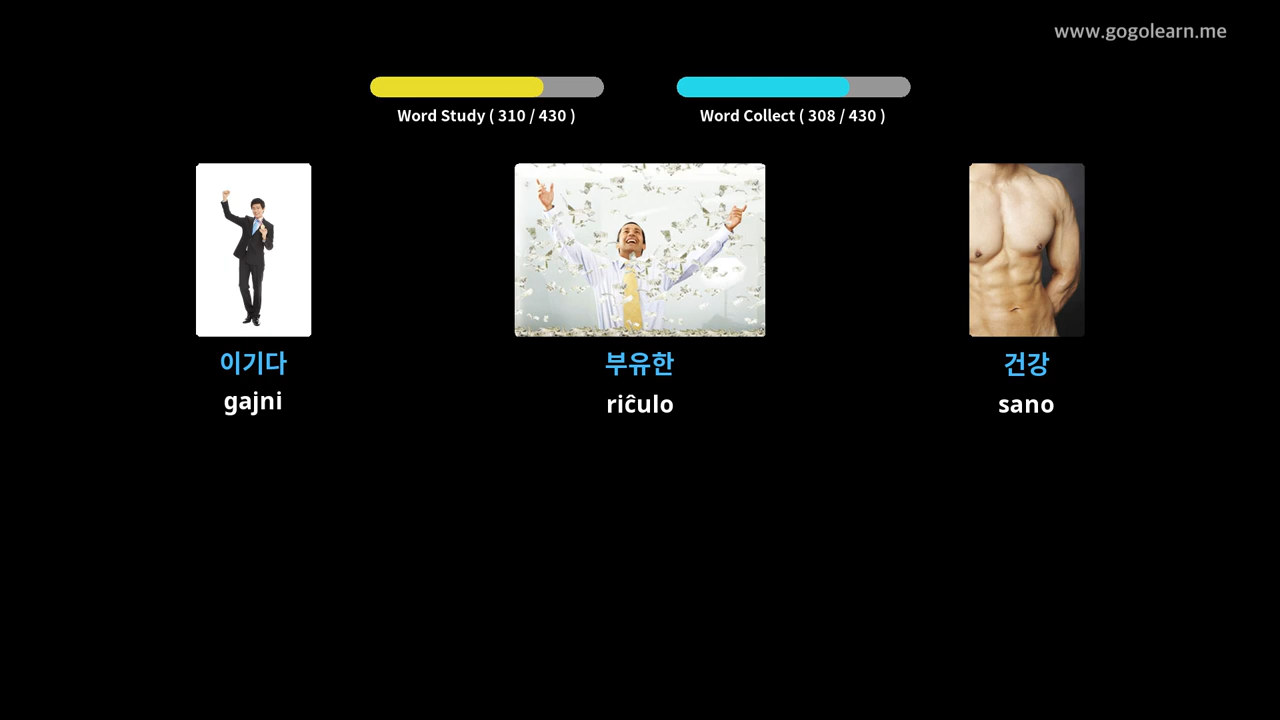 www.gogolearn.me
Word Study ( 310 / 430 )
Word Collect ( 308 / 430 )
이기다
gajni
부유한
riĉulo
건강
sano